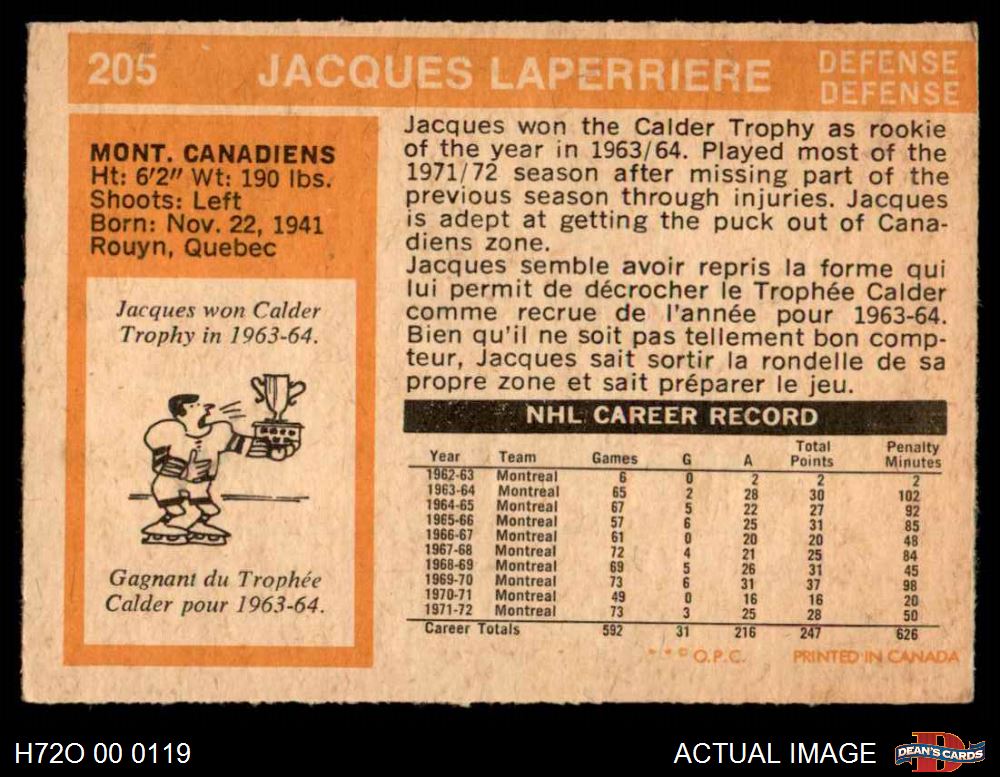 205 JACQUES LAPERRIERE DEFENSE
DEFENSE
MONT. CANADIENS
Ht: 6'2" Wt: 190 lbs.
Shoots: Left
Born: Nov. 22, 1941
Rouyn, Quebec
Jacques won Calder
Trophy in 1963-64.
Gagnant du Trophée
Calder pour 1963-64.
Jacques won the Calder Trophy as rookie
of the year in 1963/64. Played most of the
1971/72 season after missing part of the
previous season through injuries. Jacques
is adept at getting the puck out of Cana-
diens zone.
Jacques semble avoir repris la forme qui
lui permit de décrocher le Trophée Calder
comme recrue de l'année pour 1963-64.
Bien qu'il ne soit pas tellement bon comp-
teur, Jacques sait sortir la rondelle de sa
propre zone et sait préparer le jeu.
NHL CAREER RECORD
Year Team Games G A Total Points Penalty Minutes
1962-63 Montreal 6 0 2 2 2
1963-64 Montreal 65 2 28 30 102
1964-65 Montreal 67 5 22 27 92
1965-66 Montreal 57 6 25 31 85
1966-67 Montreal 61 0 20 20 48
1967-68 Montreal 72 4 21 25 84
1968-69 Montreal 69 5 26 31 45
1969-70 Montreal 73 6 31 37 98
1970-71 Montreal 49 0 16 16 20
1971-72 Montreal 73 3 25 28 50
Career Totals 592 31 216 247 626
* * © O.P.C. PRINTED IN CANADA
H72O 00 0119 ACTUAL IMAGE DEAN'S CARDS